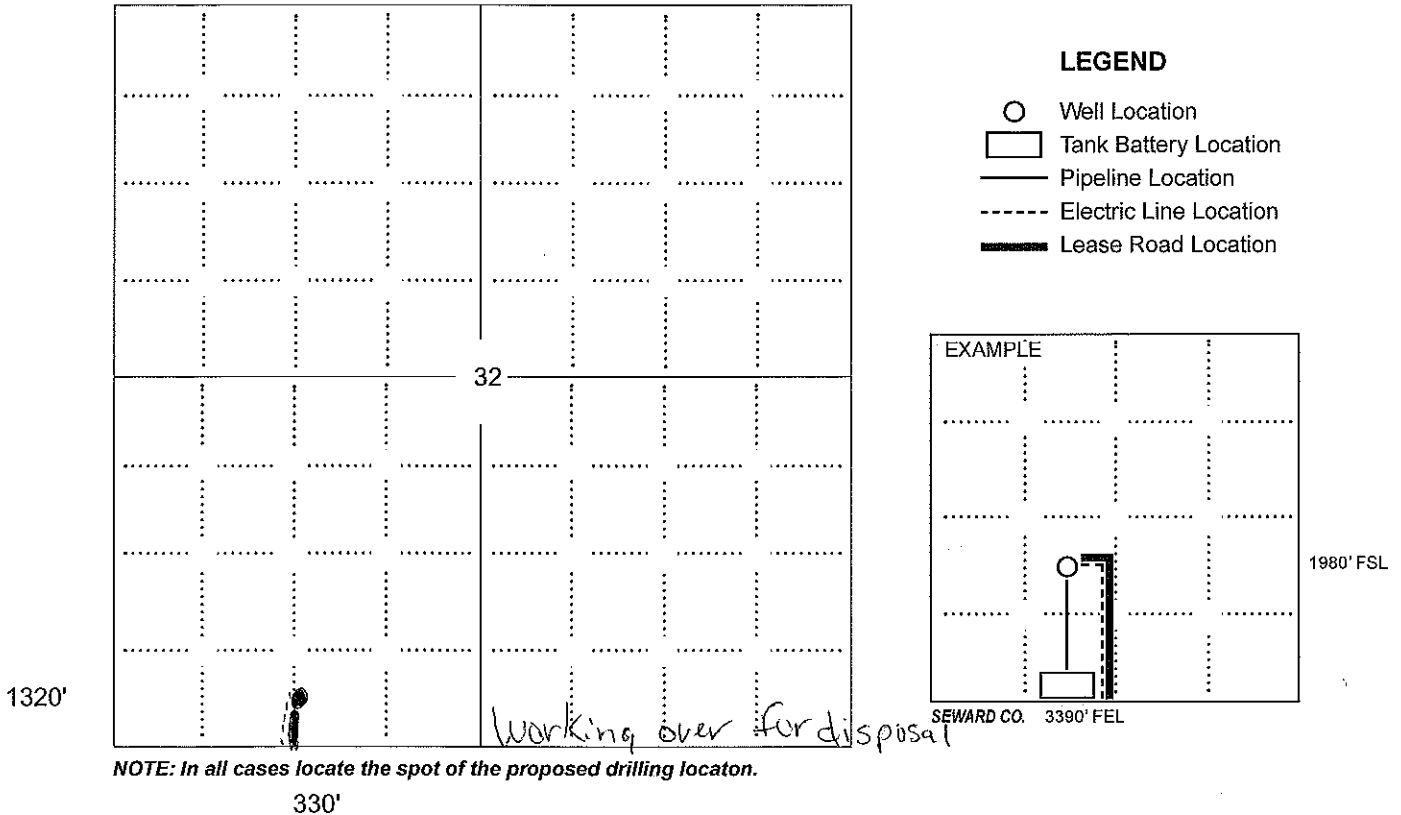 LEGEND
Well Location
Tank Battery Location
Pipeline Location
Electric Line Location
Lease Road Location
32
EXAMPLE
1980' FSL
SEWARD CO. 3390' FEL
1320'
Working over for disposal
NOTE: In all cases locate the spot of the proposed drilling locaton.
330'